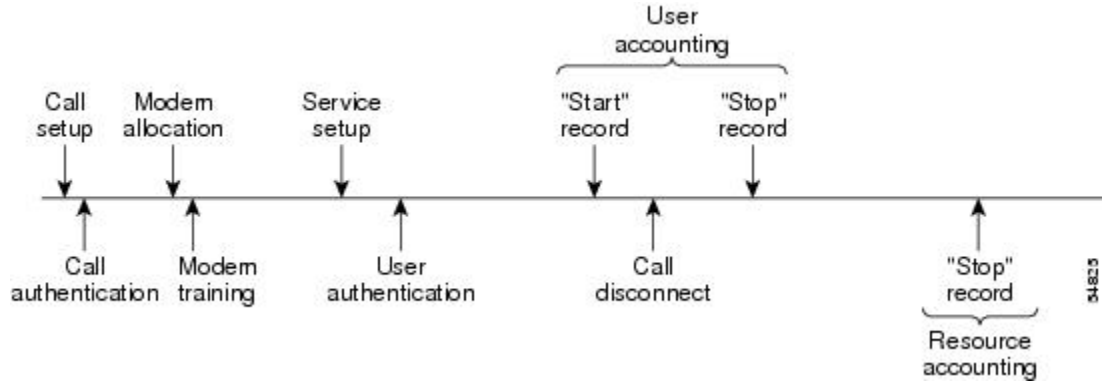 User
accounting
Call
setup
Modem
allocation
Service
setup
"Start"
record
"Stop"
record
Call
authentication
Modem
training
User
authentication
Call
disconnect
"Stop"
record
Resource
accounting
54825